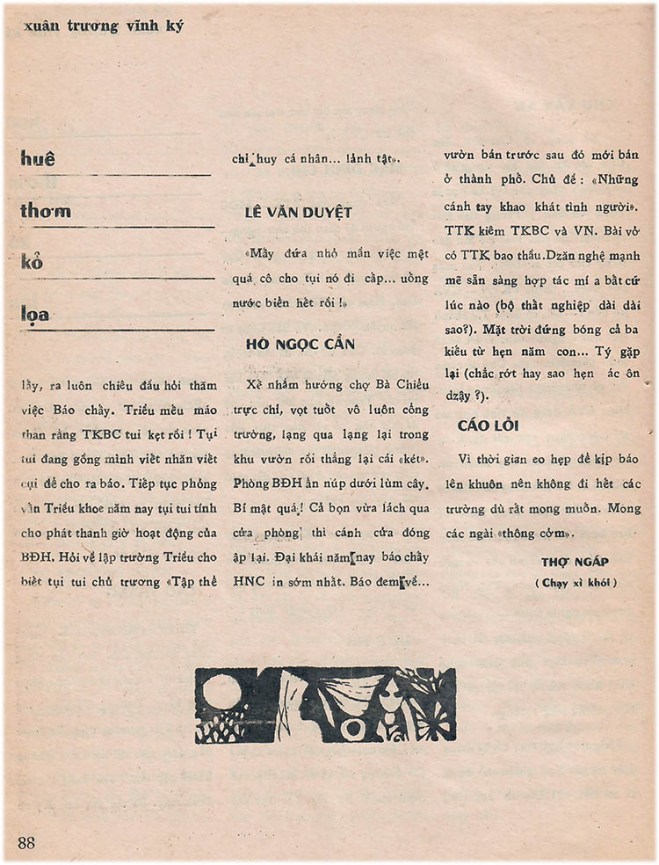 xuân trương vĩnh ký
huê
thơm
kỏ
lọa
lầy, ra luôn chiêu đầu hỏi thăm
việc Báo chầy. Triều mều máo
than rằng TKBC tui kẹt rồi ! Tụi
tui đang gồng mình viết nhăn viết
cụi để cho ra báo. Tiếp tục phỏng
vấn Triều khoe năm nay tụi tui tính
cho phát thanh giờ hoạt động của
BĐH. Hỏi về lập trường Triều cho
biết tụi tui chủ trương «Tập thể
chỉ huy cá nhân... lảnh tật».
LÊ VĂN DUYỆT
«Mấy đứa nhỏ mần việc mệt
quá cô cho tụi nó đi cầp... uồng
nước biền hết rồi !»
HỒ NGỌC CẨN
Xề nhắm hướng chợ Bà Chiểu
trực chỉ, vọt tuốt vô luôn cổng
trường, lạng qua lạng lại trong
khu vườn rồi thắng lại cái «két».
Phòng BĐH ẩn núp dưới lùm cây.
Bí mật quá ! Cả bọn vừa lách qua
cửa phòng thì cánh cửa đóng
ập lại. Đại khái năm nay báo chầy
HNC in sớm nhất. Báo đem về...
vườn bán trước sau đó mới bán
ở thành phồ. Chủ đề : «Những
cánh tay khao khát tình người».
TTK kiêm TKBC và VN. Bài vở
có TTK bao thầu. Dzăn nghệ mạnh
mẽ sẵn sàng hợp tác mí a bất cứ
lúc nào (bộ thất nghiệp dài dài
sao?). Mặt trời đứng bóng cả ba
kiếu từ hẹn năm con... Tý gặp
lại (chắc rớt hay sao hẹn ác ôn
dzậy ?).
CÁO LỖI
Vì thời gian eo hẹp để kịp báo
lên khuôn nên không đi hết các
trường dù rất mong muốn. Mong
các ngài «thông cởm».
THỢ NGÁP
(Chạy xì khói)
88